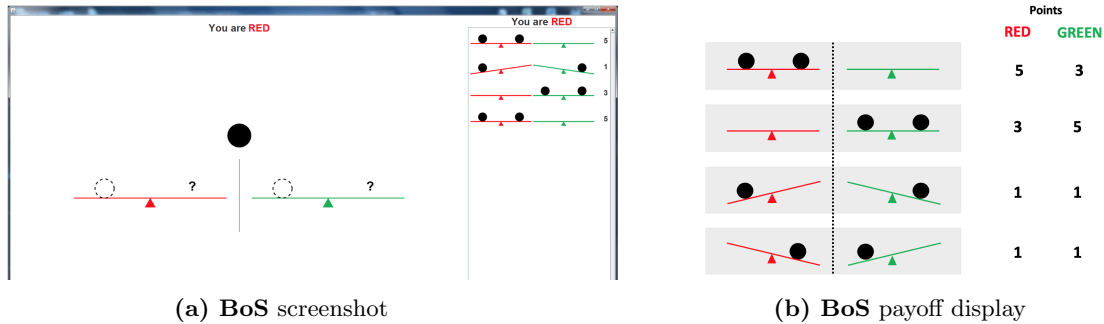 You are RED
You are RED
5
1
3
5
? ?
Points
RED GREEN
5 3
3 5
1 1
1 1
(a) BoS screenshot
(b) BoS payoff display